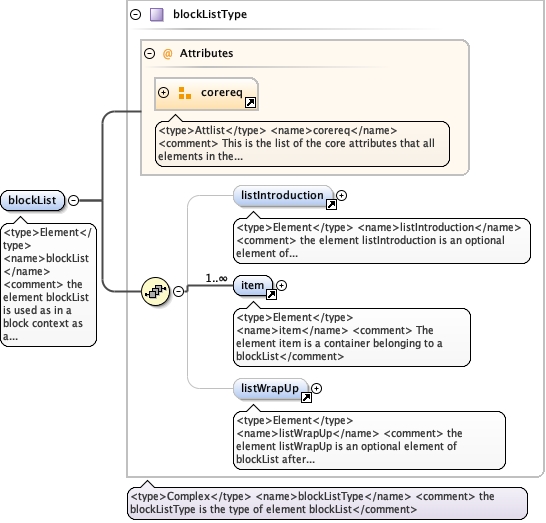 blockListType
@ Attributes
corereq
<type>Attlist</type> <name>corereq</name>
<comment> This is the list of the core attributes that all
elements in the...
blockList
<type>Element</
type>
<name>blockList
</name>
<comment> the
element blockList
is used as in a
block context as
a...
listIntroduction
<type>Element</type> <name>listIntroduction</name>
<comment> the element listIntroduction is an optional
element of...
1..∞
item
<type>Element</type>
<name>item</name> <comment> The
element item is a container belonging to a
blockList</comment>
listWrapUp
<type>Element</type>
<name>listWrapUp</name> <comment> the
element listWrapUp is an optional element of
blockList after...
<type>Complex</type> <name>blockListType</name> <comment> the
blockListType is the type of element blockList</comment>